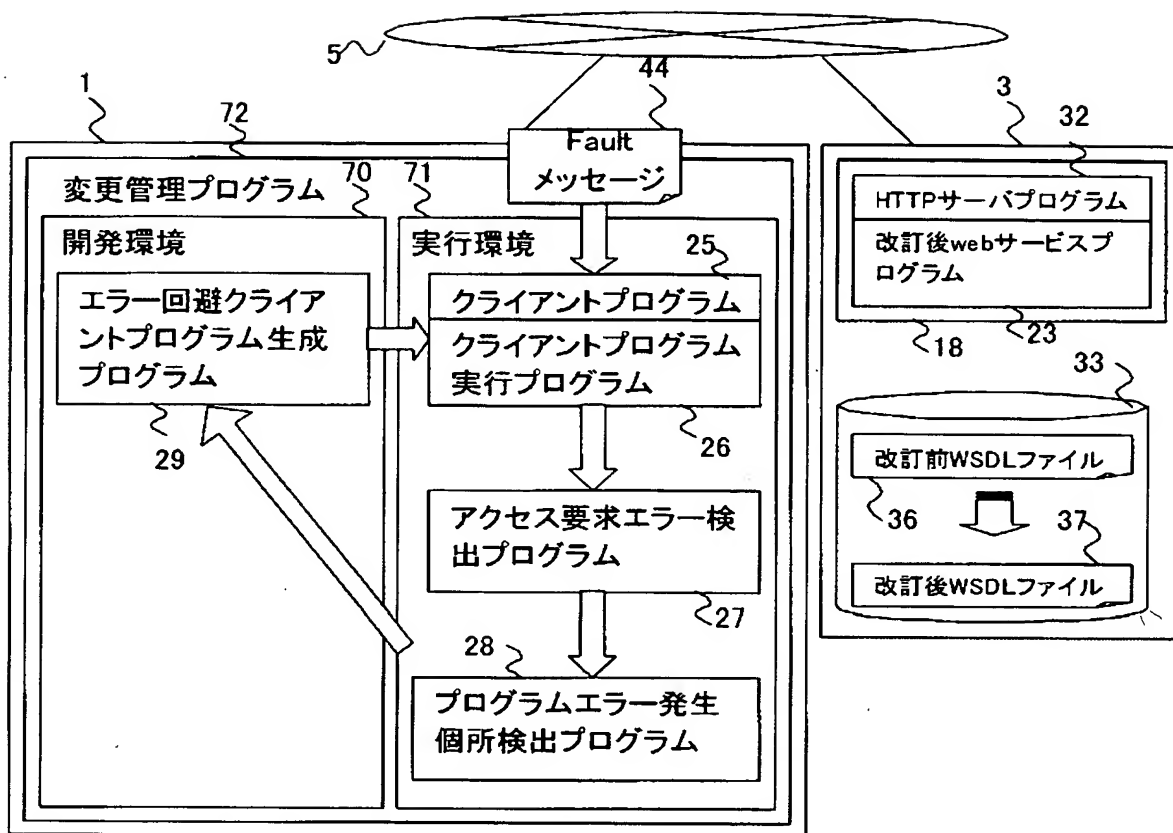 5
44
1
72
3
32
Fault
メッセージ
変更管理プログラム
70
71
HTTPサーバプログラム
改訂後webサービスプ
ログラム
開発環境
実行環境
25
エラー回避クライア
ントプログラム生成
プログラム
クライアントプログラム
クライアントプログラム
実行プログラム
18
23
33
29
26
改訂前WSDLファイル
36
37
アクセス要求エラー検
出プログラム
改訂後WSDLファイル
27
28
プログラムエラー発生
個所検出プログラム